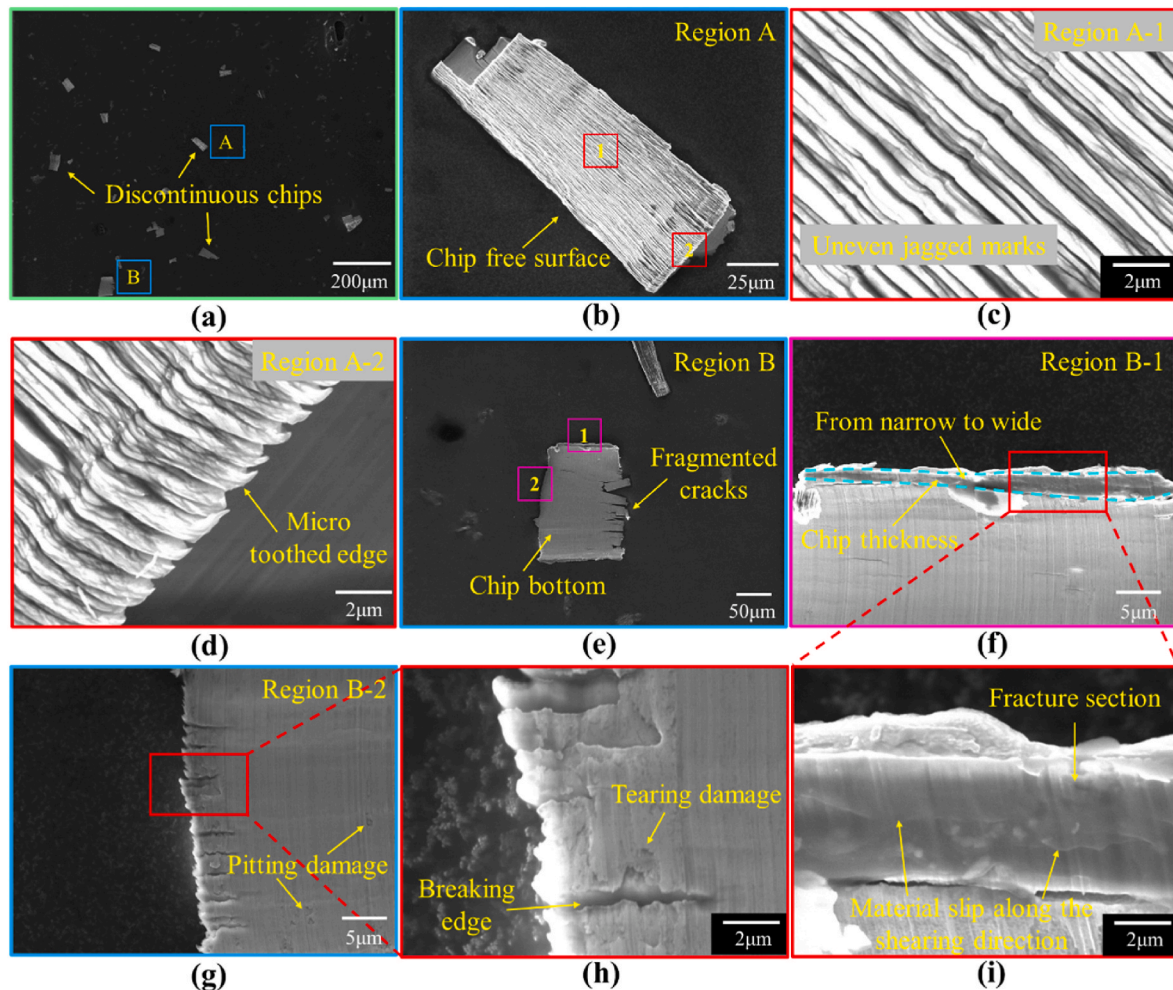 A
Discontinuous chips
B
200μm
(a)
Region A
1
2
Chip free surface
25μm
(b)
Region A-1
Uneven jagged marks
2μm
(c)
Region A-2
Micro
toothed edge
2μm
(d)
Region B
1
2
Fragmented
cracks
Chip bottom
50μm
(e)
Region B-1
From narrow to wide
Chip thickness
5μm
(f)
Region B-2
Pitting damage
5μm
(g)
Tearing damage
Breaking
edge
2μm
(h)
Fracture section
Material slip along the
shearing direction
2μm
(i)